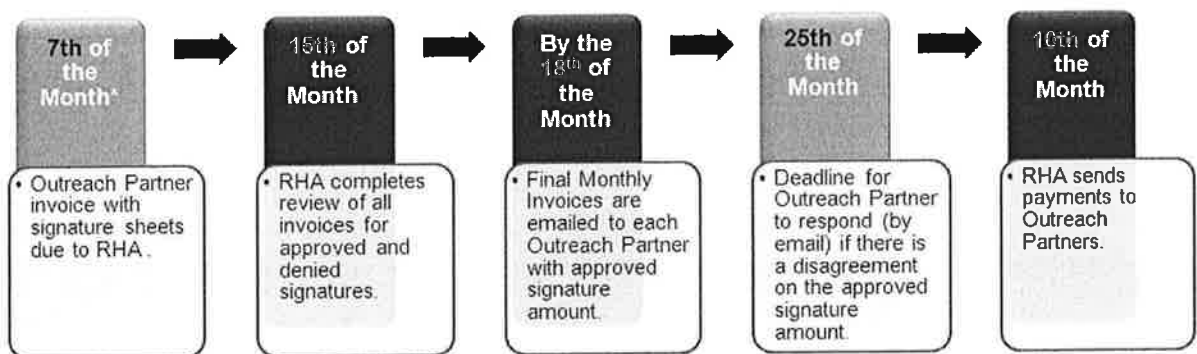 7th of
the
Month*
15th of
the
Month
By the
18th of
the
Month
25th of
the
Month
10th of
the
Month
• Outreach Partner
invoice with
signature sheets
due to RHA.
• RHA completes
review of all
invoices for
approved and
denied
signatures.
• Final Monthly
Invoices are
emailed to each
Outreach Partner
with approved
signature
amount.
• Deadline for
Outreach Partner
to respond (by
email) if there is
a disagreement
on the approved
signature
amount.
• RHA sends
payments to
Outreach
Partners.